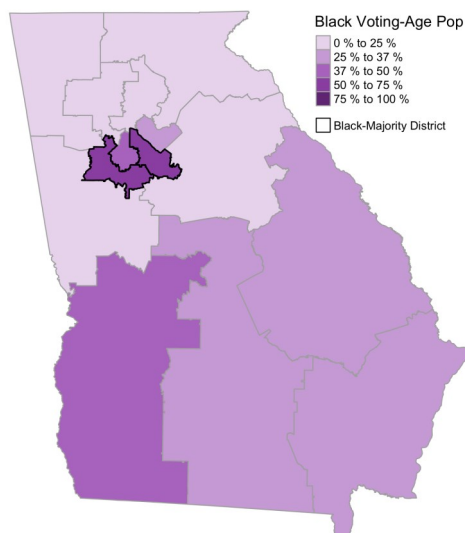 Black Voting-Age Pop
0 % to 25 %
25 % to 37 %
37 % to 50 %
50 % to 75 %
75 % to 100 %
Black-Majority District